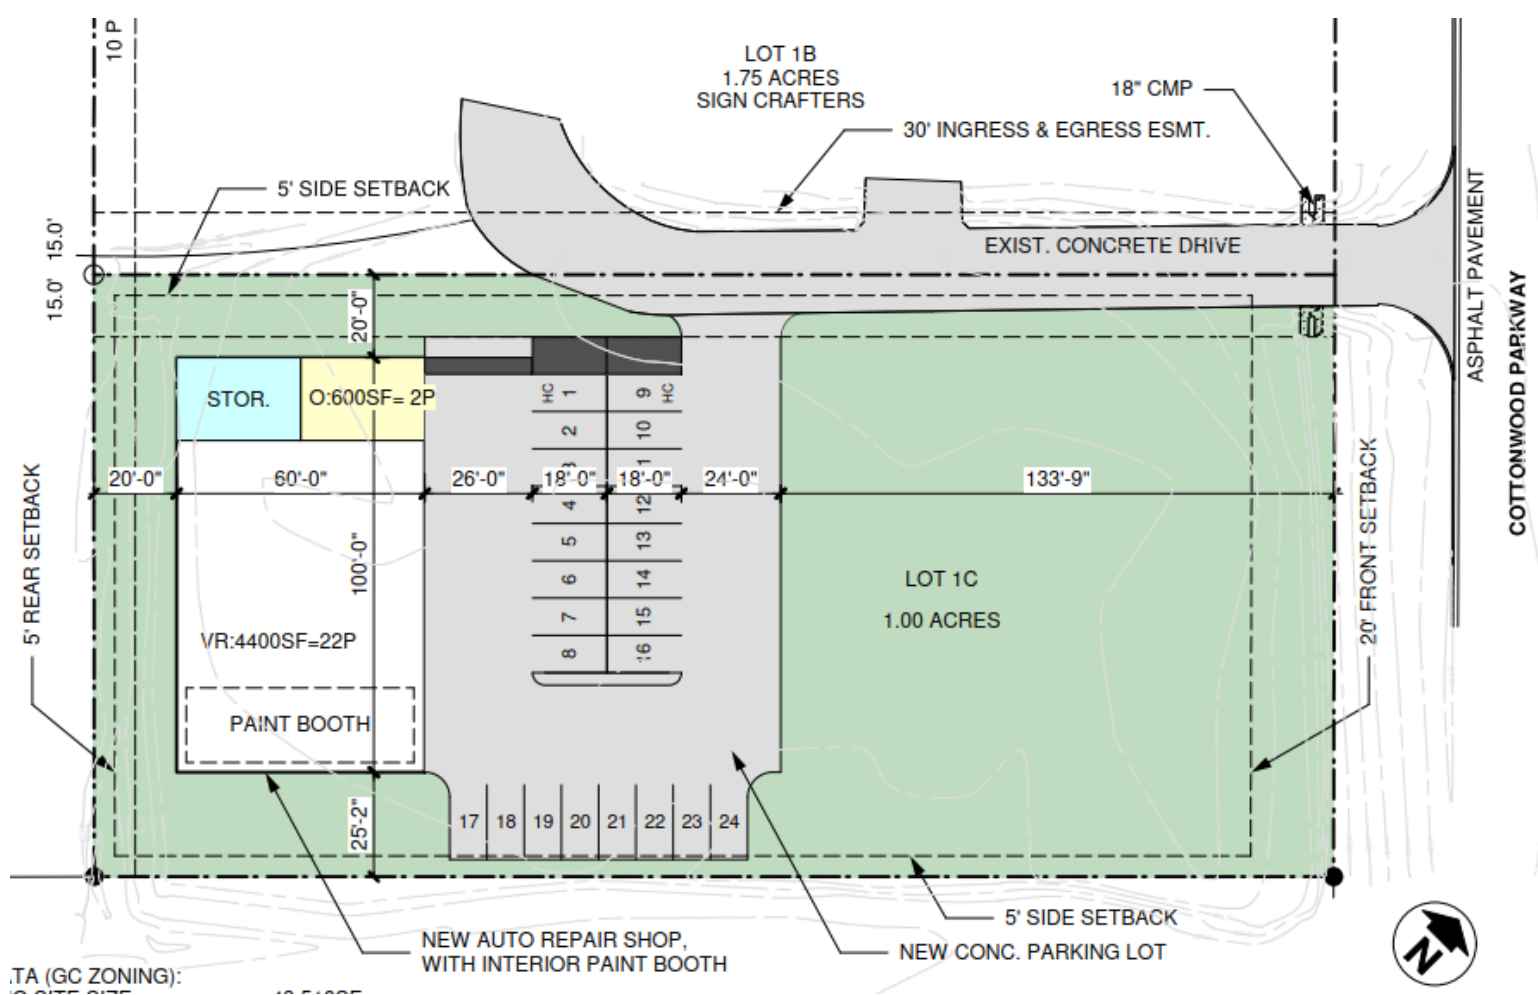 10 P
LOT 1B
1.75 ACRES
SIGN CRAFTERS
18" CMP
30' INGRESS & EGRESS ESMT.
5' SIDE SETBACK
15.0'
15.0'
EXIST. CONCRETE DRIVE
ASPHALT PAVEMENT
COTTONWOOD PARKWAY
20'-0"
STOR.
O:600SF= 2P
HC 1
9 HC
2
10
20'-0"
60'-0"
26'-0"
18'-0"
18'-0"
24'-0"
133'-9"
4
12
5
13
6
14
7
15
8
16
100'-0"
5' REAR SETBACK
20' FRONT SETBACK
LOT 1C
1.00 ACRES
VR:4400SF=22P
PAINT BOOTH
25'-2"
17 18 19 20 21 22 23 24
5' SIDE SETBACK
NEW CONC. PARKING LOT
NEW AUTO REPAIR SHOP,
WITH INTERIOR PAINT BOOTH
N
(GC ZONING):